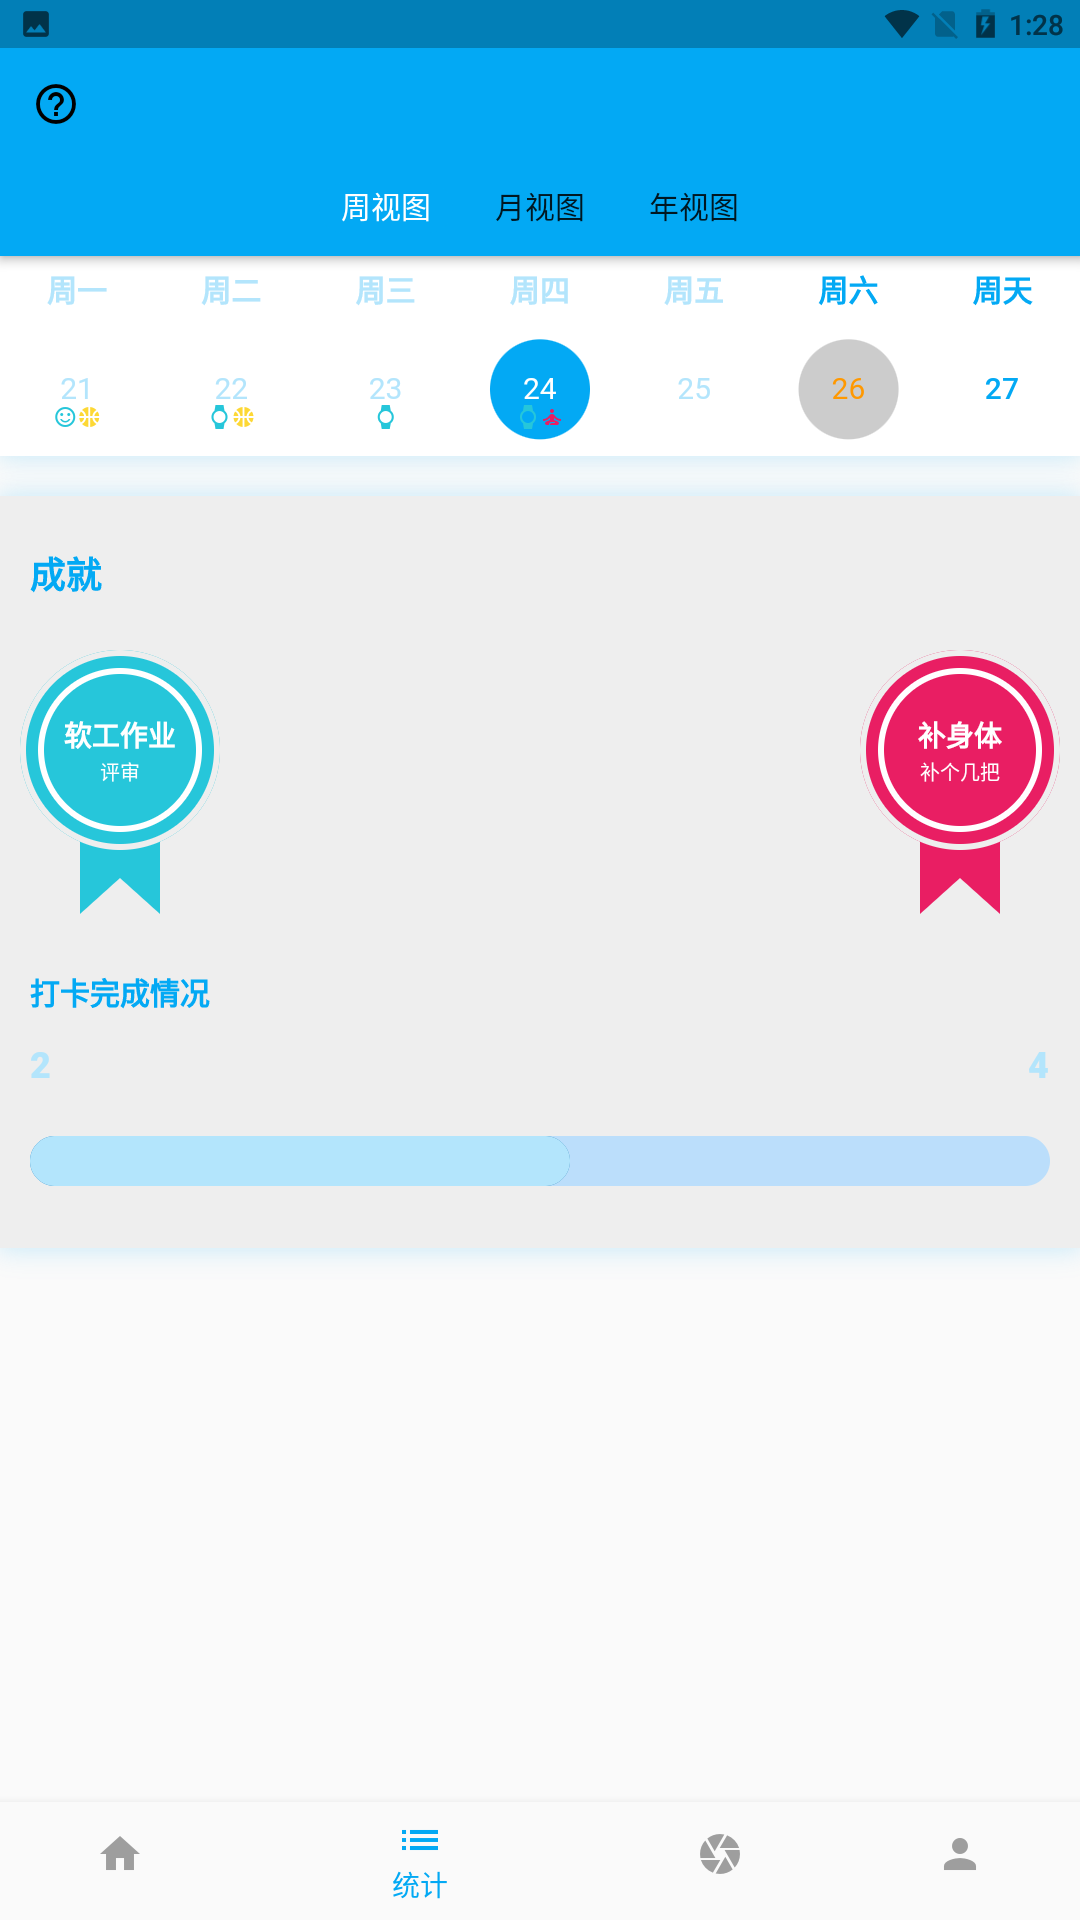 1:28
周视图 月视图 年视图
周一 周二 周三 周四 周五 周六 周天
21 22 23 24 25 26 27
成就
软工作业 补身体
评审 补个几把
打卡完成情况
2 4
统计